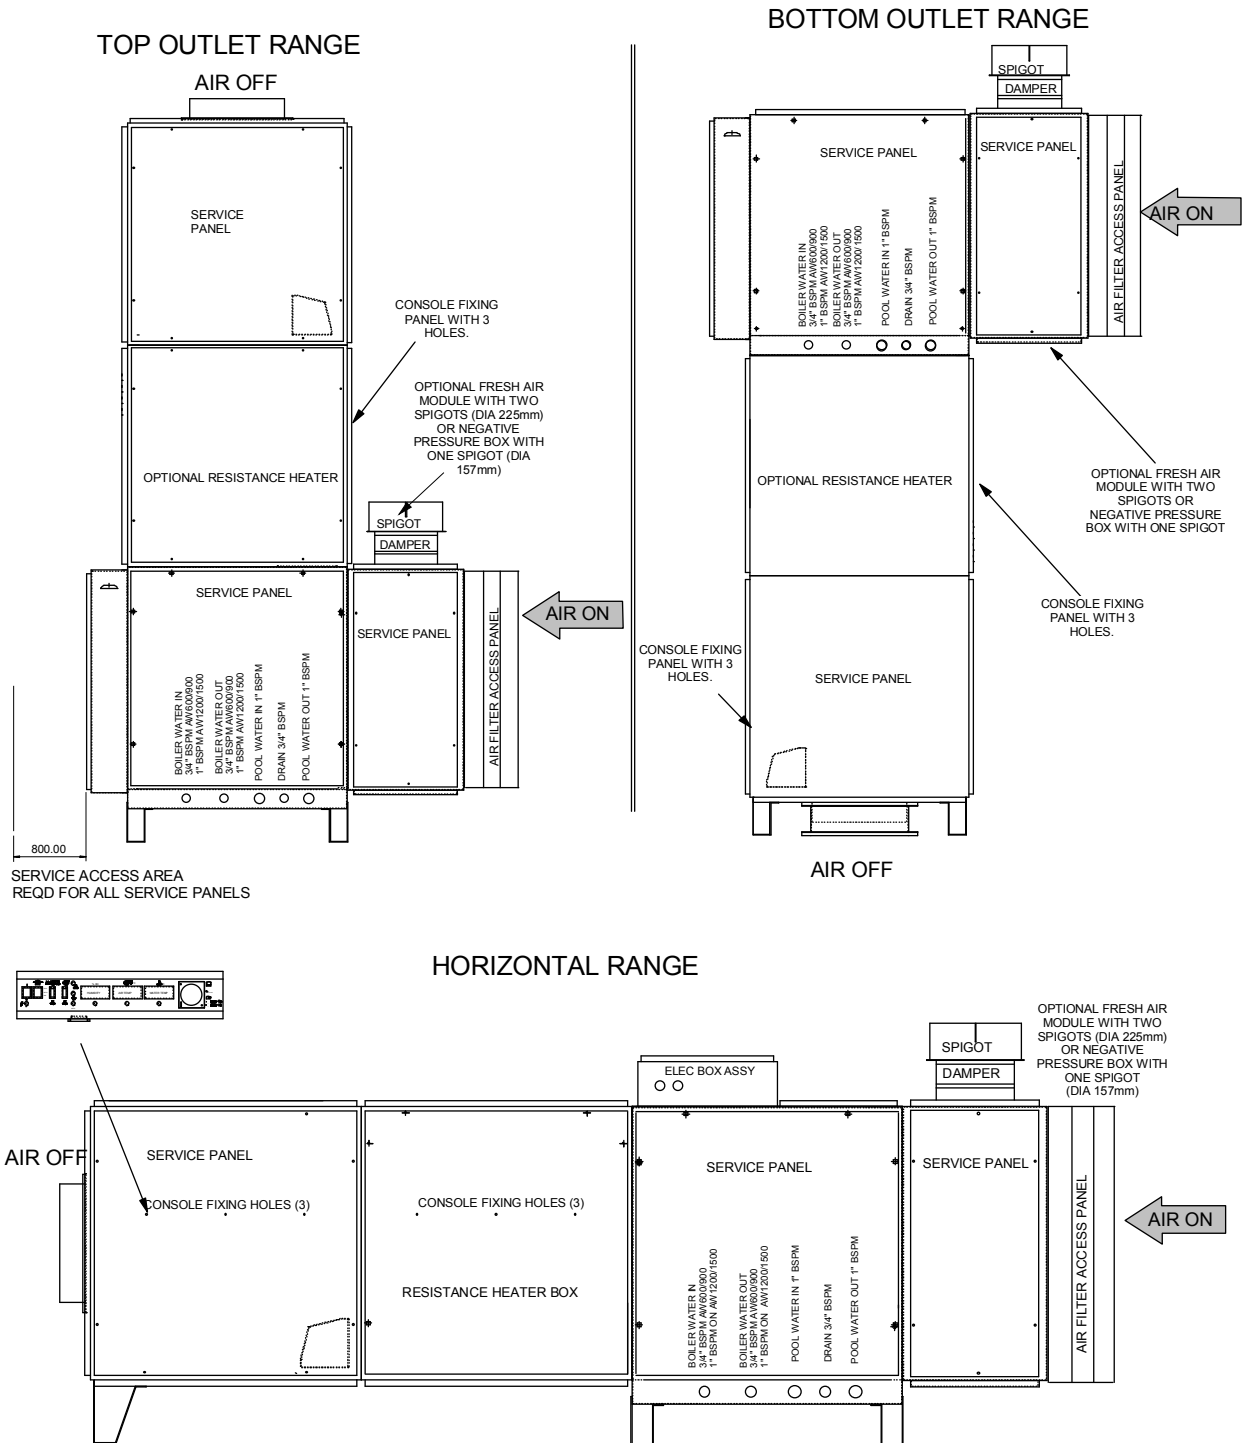 TOP OUTLET RANGE
AIR OFF
SERVICE
PANEL
CONSOLE FIXING
PANEL WITH 3
HOLES.
OPTIONAL FRESH AIR
MODULE WITH TWO
SPIGOTS (DIA 225mm)
OR NEGATIVE
PRESSURE BOX WITH
ONE SPIGOT (DIA
157mm)
OPTIONAL RESISTANCE HEATER
SPIGOT
DAMPER
SERVICE PANEL
SERVICE PANEL
AIR FILTER ACCESS PANEL
AIR ON
BOILER WATER IN
3/4" BSPM AW600/900
1" BSPM AW1200/1500
BOILER WATER OUT
3/4" BSPM AW600/900
1" BSPM AW1200/1500
POOL WATER IN 1" BSPM
DRAIN 3/4" BSPM
POOL WATER OUT 1" BSPM
800.00
SERVICE ACCESS AREA
REQD FOR ALL SERVICE PANELS
BOTTOM OUTLET RANGE
SPIGOT
DAMPER
SERVICE PANEL
SERVICE PANEL
AIR FILTER ACCESS PANEL
AIR ON
BOILER WATER IN
3/4" BSPM AW600/900
1" BSPM AW1200/1500
BOILER WATER OUT
3/4" BSPM AW600/900
1" BSPM AW1200/1500
POOL WATER IN 1" BSPM
DRAIN 3/4" BSPM
POOL WATER OUT 1" BSPM
OPTIONAL RESISTANCE HEATER
OPTIONAL FRESH AIR
MODULE WITH TWO
SPIGOTS OR
NEGATIVE PRESSURE
BOX WITH ONE SPIGOT
CONSOLE FIXING
PANEL WITH 3
HOLES.
CONSOLE FIXING
PANEL WITH 3
HOLES.
SERVICE PANEL
AIR OFF
HORIZONTAL RANGE
OPTIONAL FRESH AIR
MODULE WITH TWO
SPIGOTS (DIA 225mm)
OR NEGATIVE
PRESSURE BOX WITH
ONE SPIGOT
(DIA 157mm)
SPIGOT
DAMPER
ELEC BOX ASSY
AIR OFF
SERVICE PANEL
CONSOLE FIXING HOLES (3)
CONSOLE FIXING HOLES (3)
RESISTANCE HEATER BOX
SERVICE PANEL
SERVICE PANEL
AIR FILTER ACCESS PANEL
AIR ON
BOILER WATER IN
3/4" BSPM AW600/900
1" BSPM ON AW1200/1500
BOILER WATER OUT
3/4" BSPM AW600/900
1" BSPM ON AW1200/1500
POOL WATER IN 1" BSPM
DRAIN 3/4" BSPM
POOL WATER OUT 1" BSPM